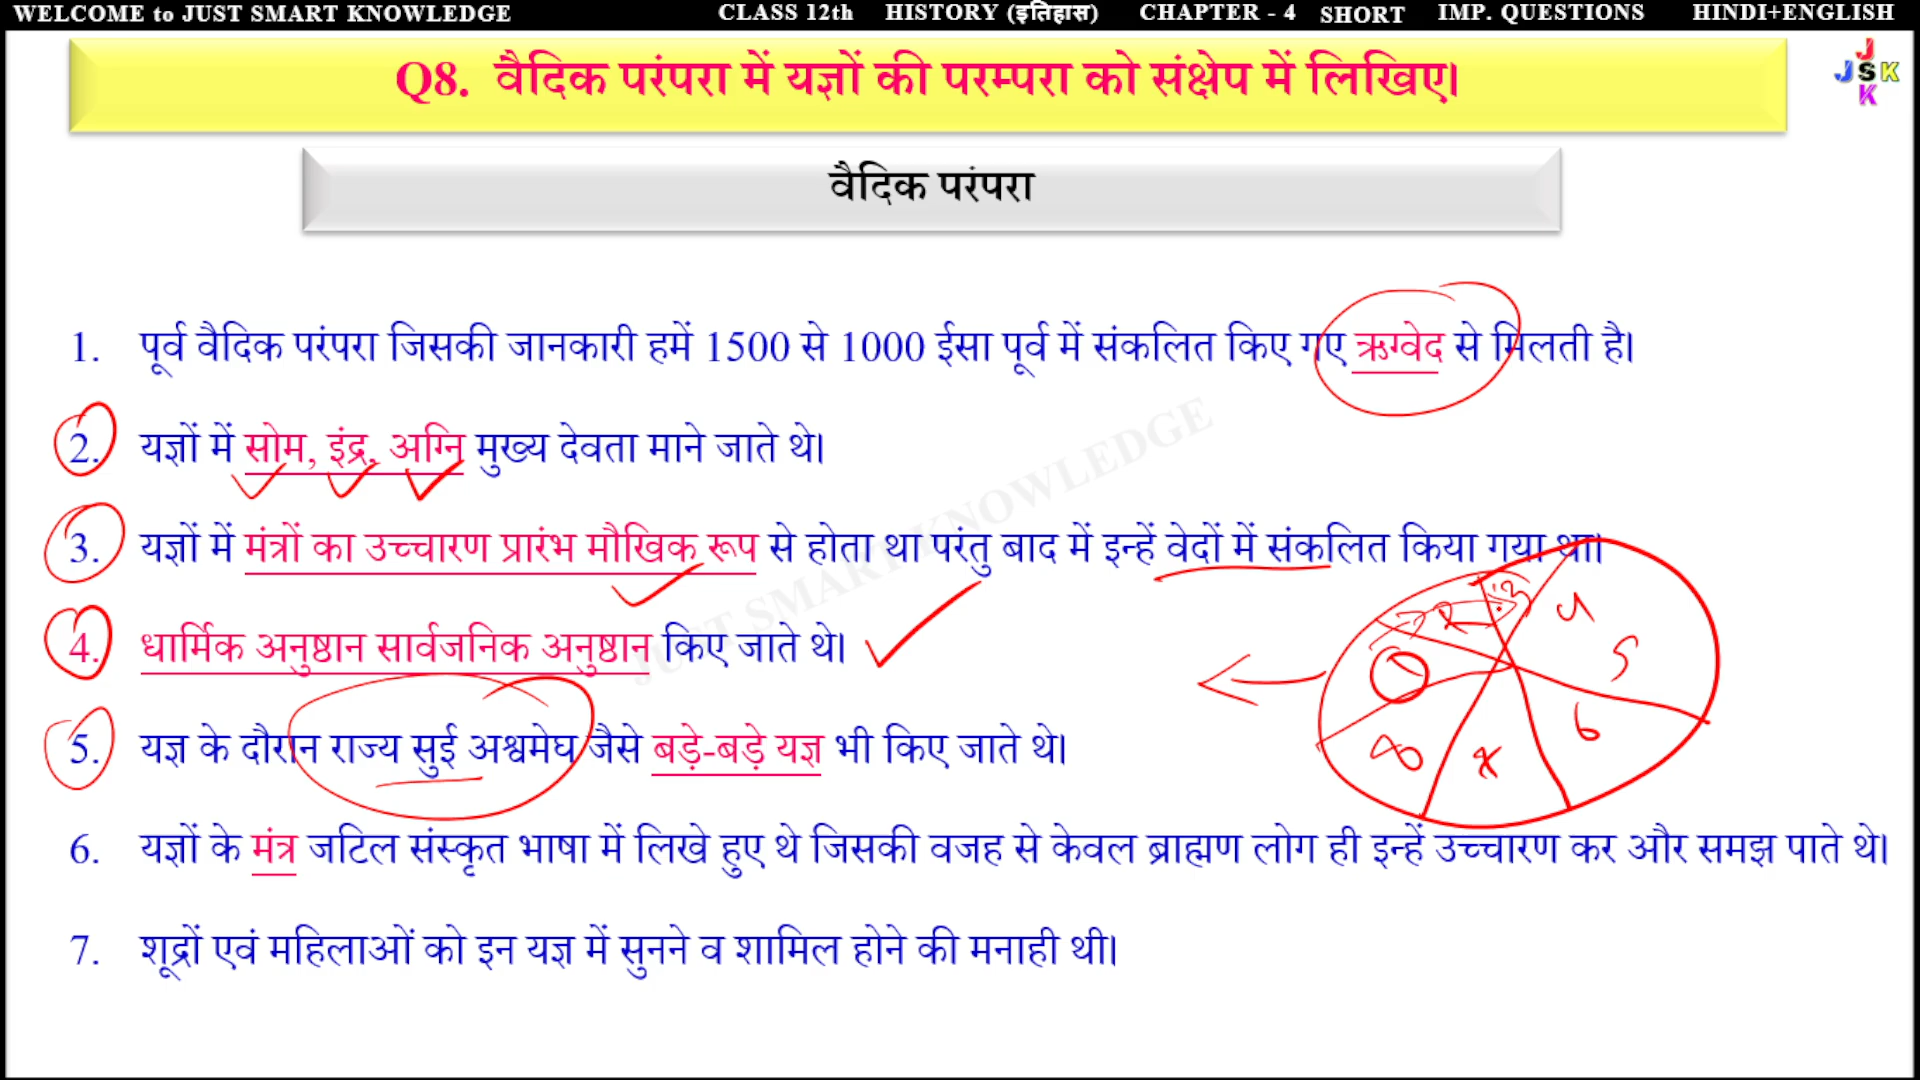 WELCOME to JUST SMART KNOWLEDGE CLASS 12th HISTORY (इतिहास) CHAPTER - 4 SHORT IMP. QUESTIONS HINDI+ENGLISH
J
JSK
K
Q8. वैदिक परंपरा में यज्ञों की परम्परा को संक्षेप में लिखिए।
वैदिक परंपरा
1. पूर्व वैदिक परंपरा जिसकी जानकारी हमें 1500 से 1000 ईसा पूर्व में संकलित किए गए ऋग्वेद से मिलती है।
2. यज्ञों में सोम, इंद्र, अग्नि मुख्य देवता माने जाते थे।
3. यज्ञों में मंत्रों का उच्चारण प्रारंभ मौखिक रूप से होता था परंतु बाद में इन्हें वेदों में संकलित किया गया था।
4. धार्मिक अनुष्ठान सार्वजनिक अनुष्ठान किए जाते थे।
5. यज्ञ के दौरान राज्य सुई अश्वमेघ जैसे बड़े-बड़े यज्ञ भी किए जाते थे।
6. यज्ञों के मंत्र जटिल संस्कृत भाषा में लिखे हुए थे जिसकी वजह से केवल ब्राह्मण लोग ही इन्हें उच्चारण कर और समझ पाते थे।
7. शूद्रों एवं महिलाओं को इन यज्ञ में सुनने व शामिल होने की मनाही थी।
JUST SMART KNOWLEDGE